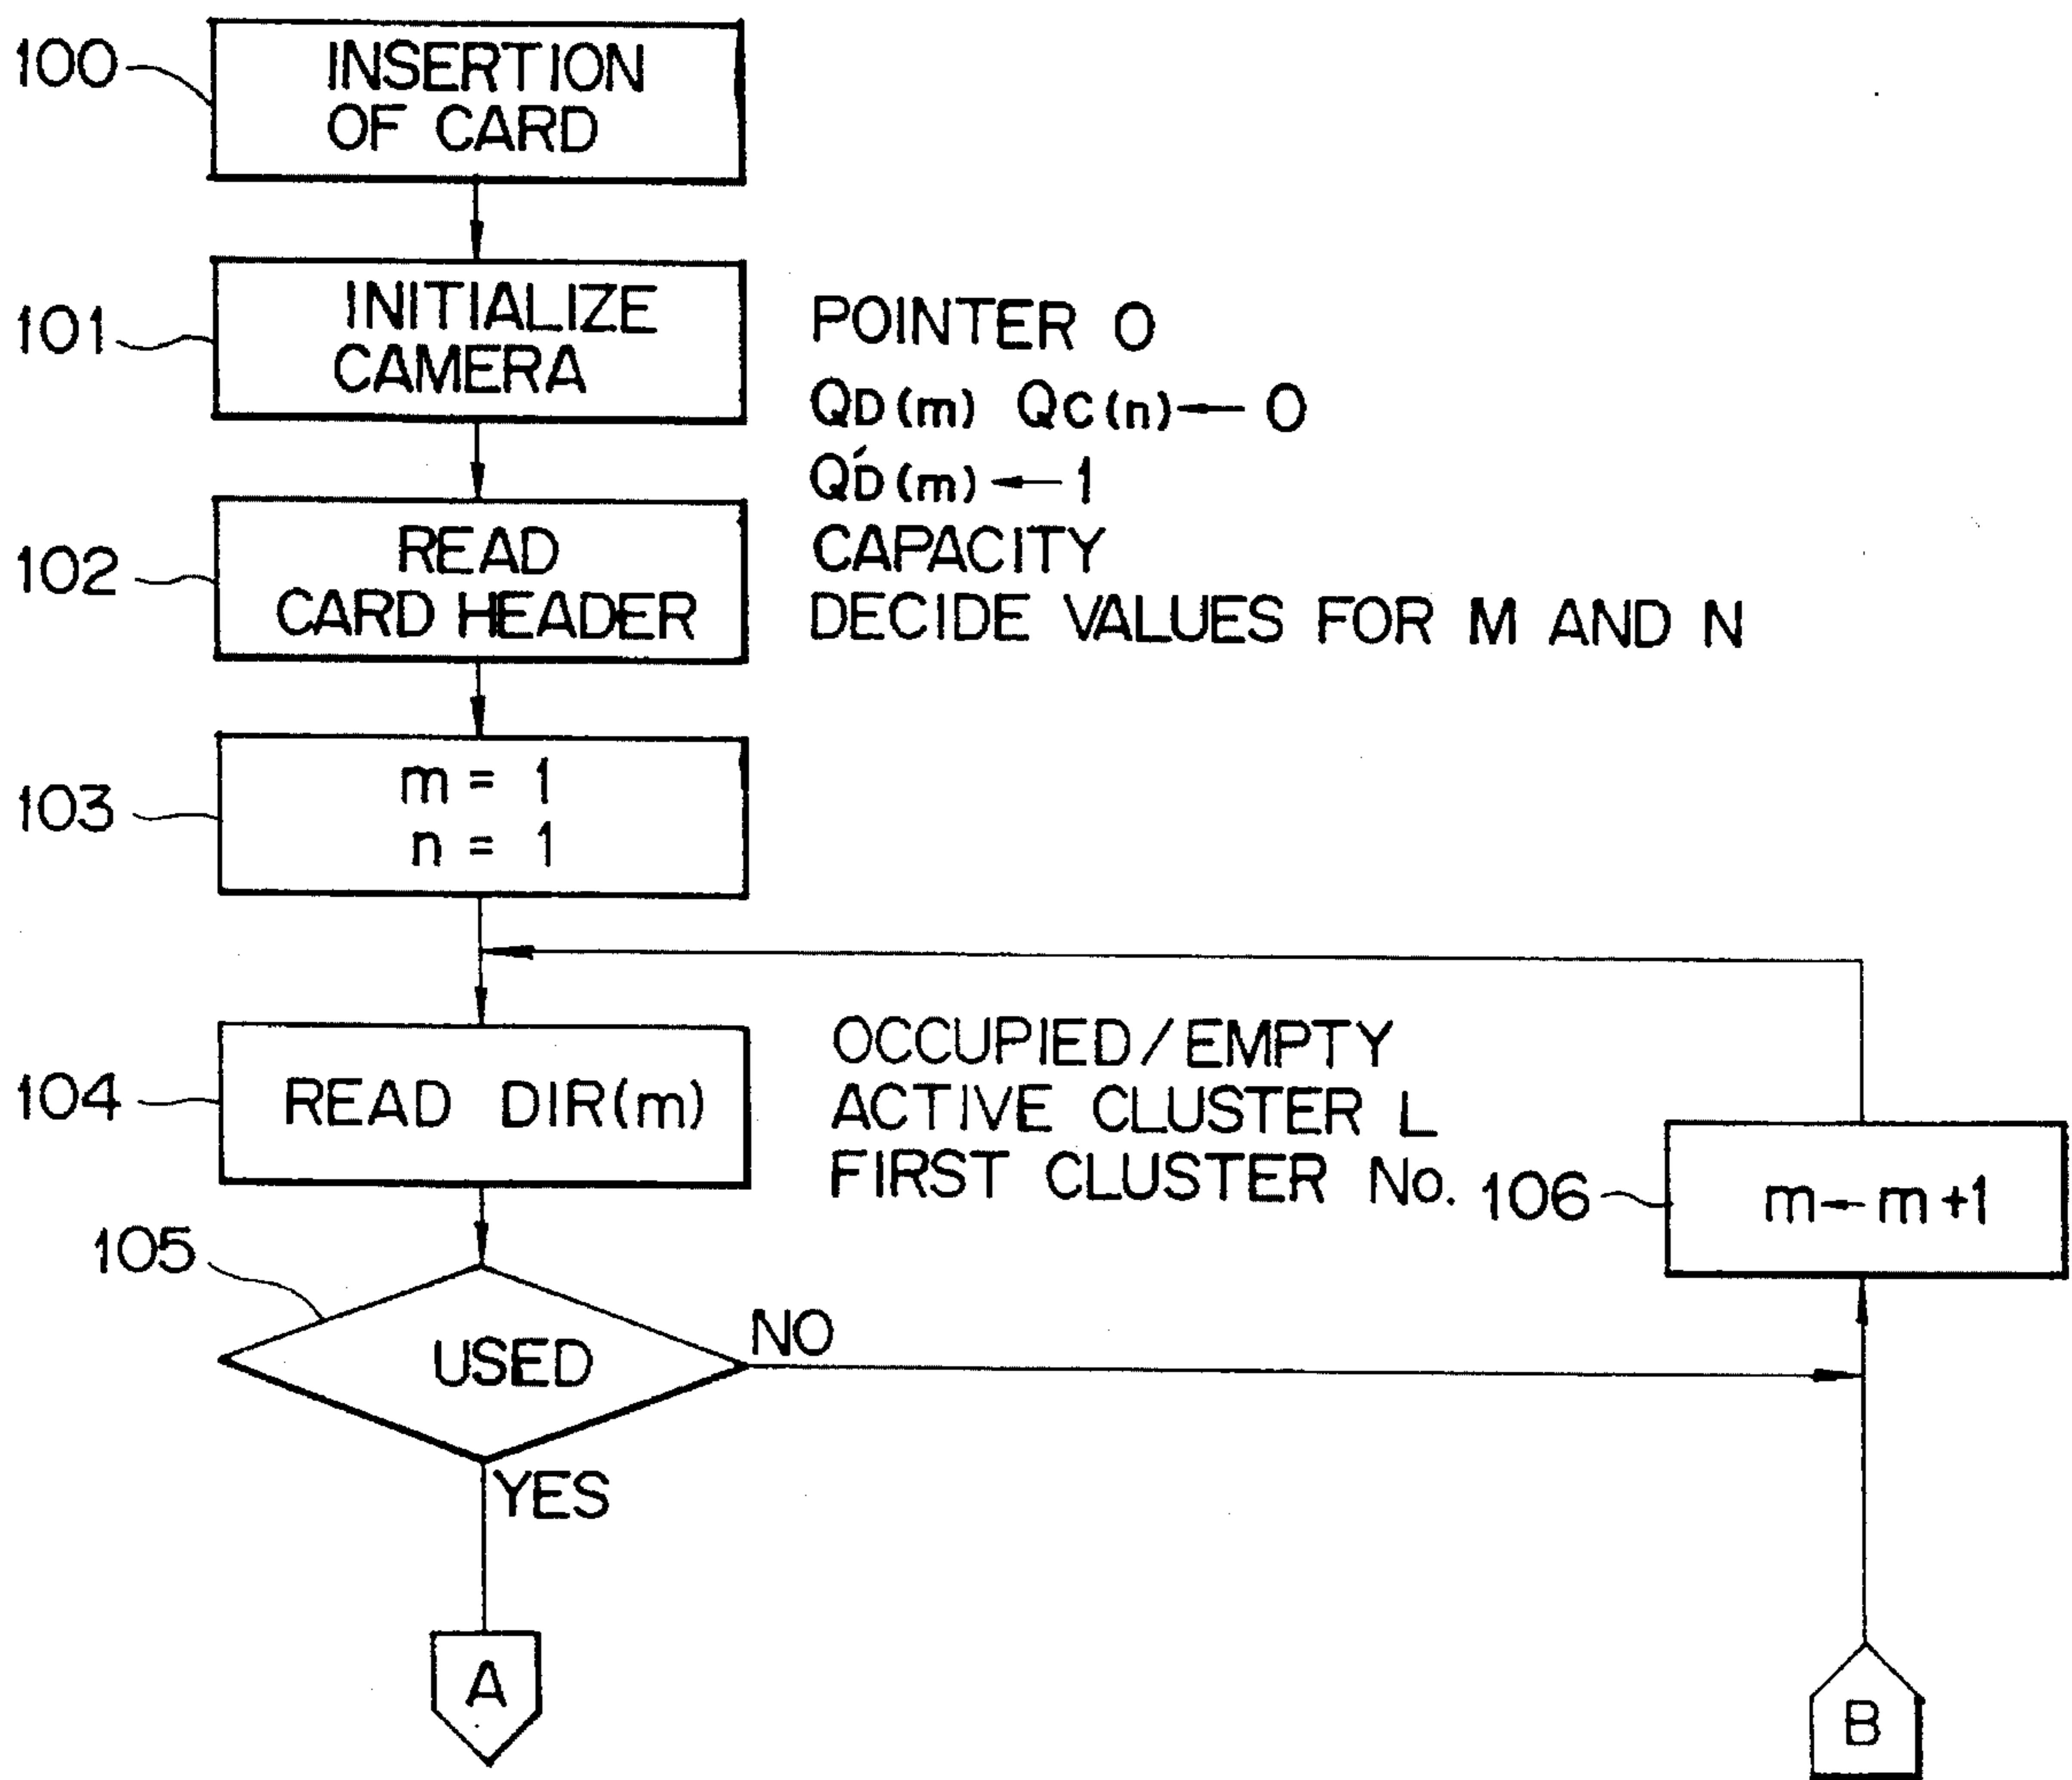 100
INSERTION
OF CARD
101
INITIALIZE
CAMERA
POINTER 0
QD(m) QC(n)← 0
Q'D(m)← 1
102
READ
CARD HEADER
CAPACITY
DECIDE VALUES FOR M AND N
103
m = 1
n = 1
104
READ DIR(m)
OCCUPIED/EMPTY
ACTIVE CLUSTER L
FIRST CLUSTER No.
106
m←m+1
105
USED
NO
YES
A
B